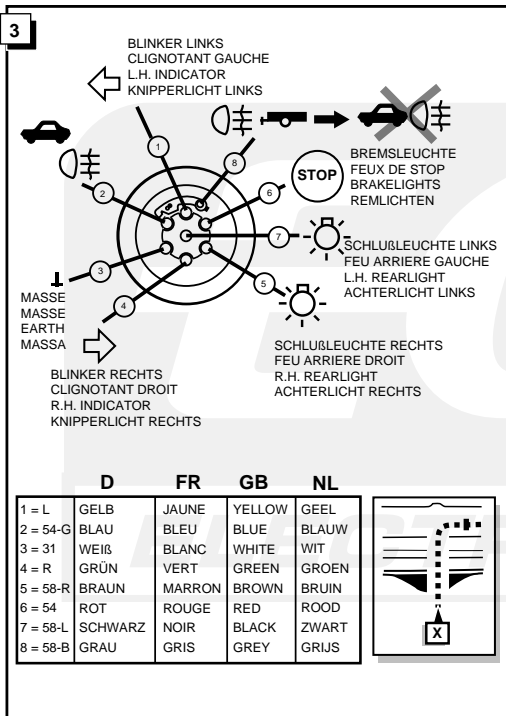 3
BLINKER LINKS
CLIGNOTANT GAUCHE
L.H. INDICATOR
KNIPPERLICHT LINKS
1
8
2
6
STOP
BREMSLEUCHTE
FEUX DE STOP
BRAKELIGHTS
REMLICHTEN
7
3
5
4
SCHLUßLEUCHTE LINKS
FEU ARRIERE GAUCHE
L.H. REARLIGHT
ACHTERLICHT LINKS
MASSE
MASSE
EARTH
MASSA
SCHLUßLEUCHTE RECHTS
FEU ARRIERE DROIT
R.H. REARLIGHT
ACHTERLICHT RECHTS
BLINKER RECHTS
CLIGNOTANT DROIT
R.H. INDICATOR
KNIPPERLICHT RECHTS
D FR GB NL
1 = L GELB JAUNE YELLOW GEEL
2 = 54-G BLAU BLEU BLUE BLAUW
3 = 31 WEIß BLANC WHITE WIT
4 = R GRÜN VERT GREEN GROEN
5 = 58-R BRAUN MARRON BROWN BRUIN
6 = 54 ROT ROUGE RED ROOD
7 = 58-L SCHWARZ NOIR BLACK ZWART
8 = 58-B GRAU GRIS GREY GRIJS
X